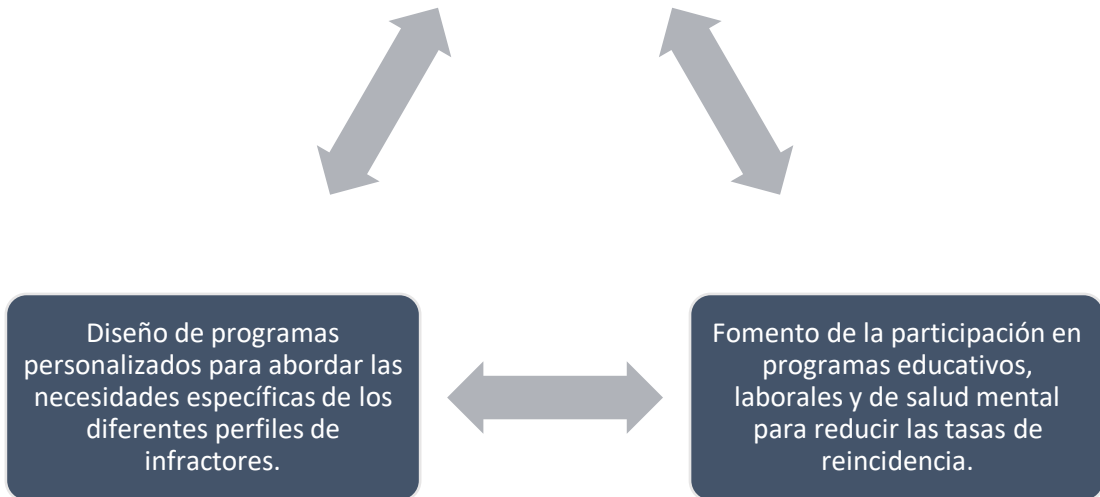 Diseño de programas
personalizados para abordar las
necesidades específicas de los
diferentes perfiles de
infractores.
Fomento de la participación en
programas educativos,
laborales y de salud mental
para reducir las tasas de
reincidencia.